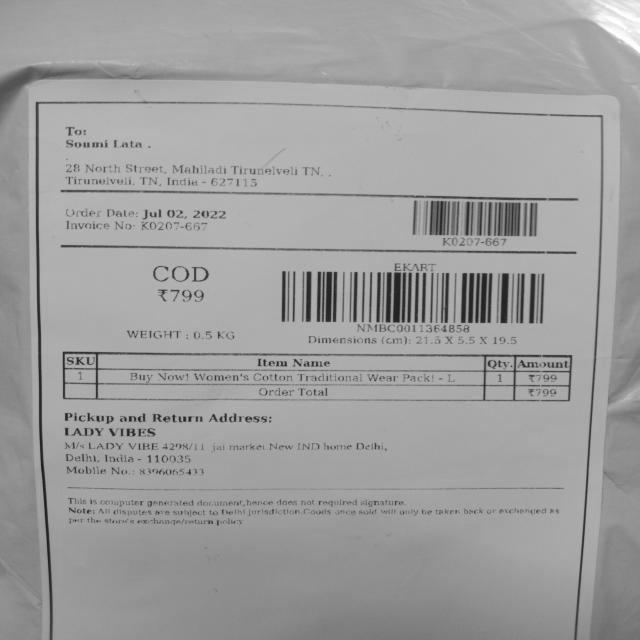 To:
Soumi Lata .
.
28 North Street, Mahiladi Tirunelveli TN, .
Tirunelveli, TN, India - 627115
Order Date: Jul 02, 2022
Invoice No: K0207-667
K0207-667
COD
₹799
WEIGHT : 0.5 KG
EKART
NMBC0011364858
Dimensions (cm): 21.5 X 5.5 X 19.5
SKU Item Name Qty. Amount
1 Buy Now! Women's Cotton Traditional Wear Pack! - L 1 ₹799
Order Total ₹799
Pickup and Return Address:
LADY VIBES
M/s LADY VIBE 4298/11 jai market New IND home Delhi,
Delhi, India - 110035
Mobile No.: 8396065433
This is computer generated document,hence does not required signature.
Note: All disputes are subject to Delhi jurisdiction.Goods once sold will only be taken back or exchanged as
per the store's exchange/return policy